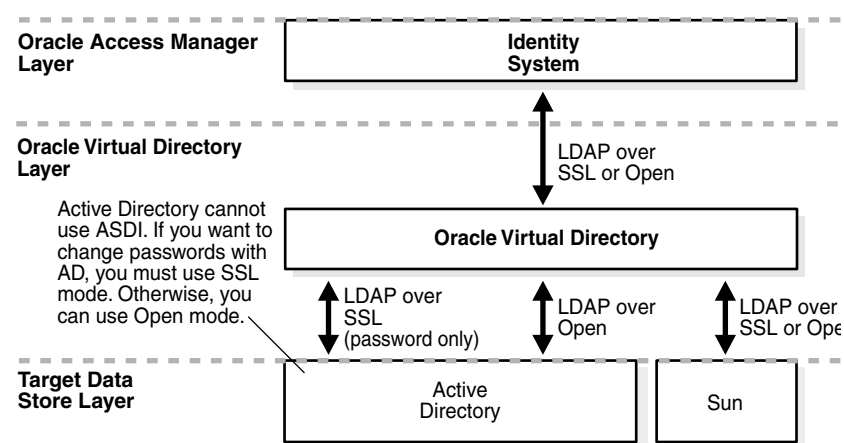 Oracle Access Manager
Layer
Identity
System
LDAP over
SSL or Open
Oracle Virtual Directory
Layer
Active Directory cannot
use ASDI. If you want to
change passwords with
AD, you must use SSL
mode. Otherwise, you
can use Open mode.
Oracle Virtual Directory
LDAP over
SSL
(password only)
LDAP over
Open
LDAP over
SSL or Ope
Target Data
Store Layer
Active
Directory
Sun